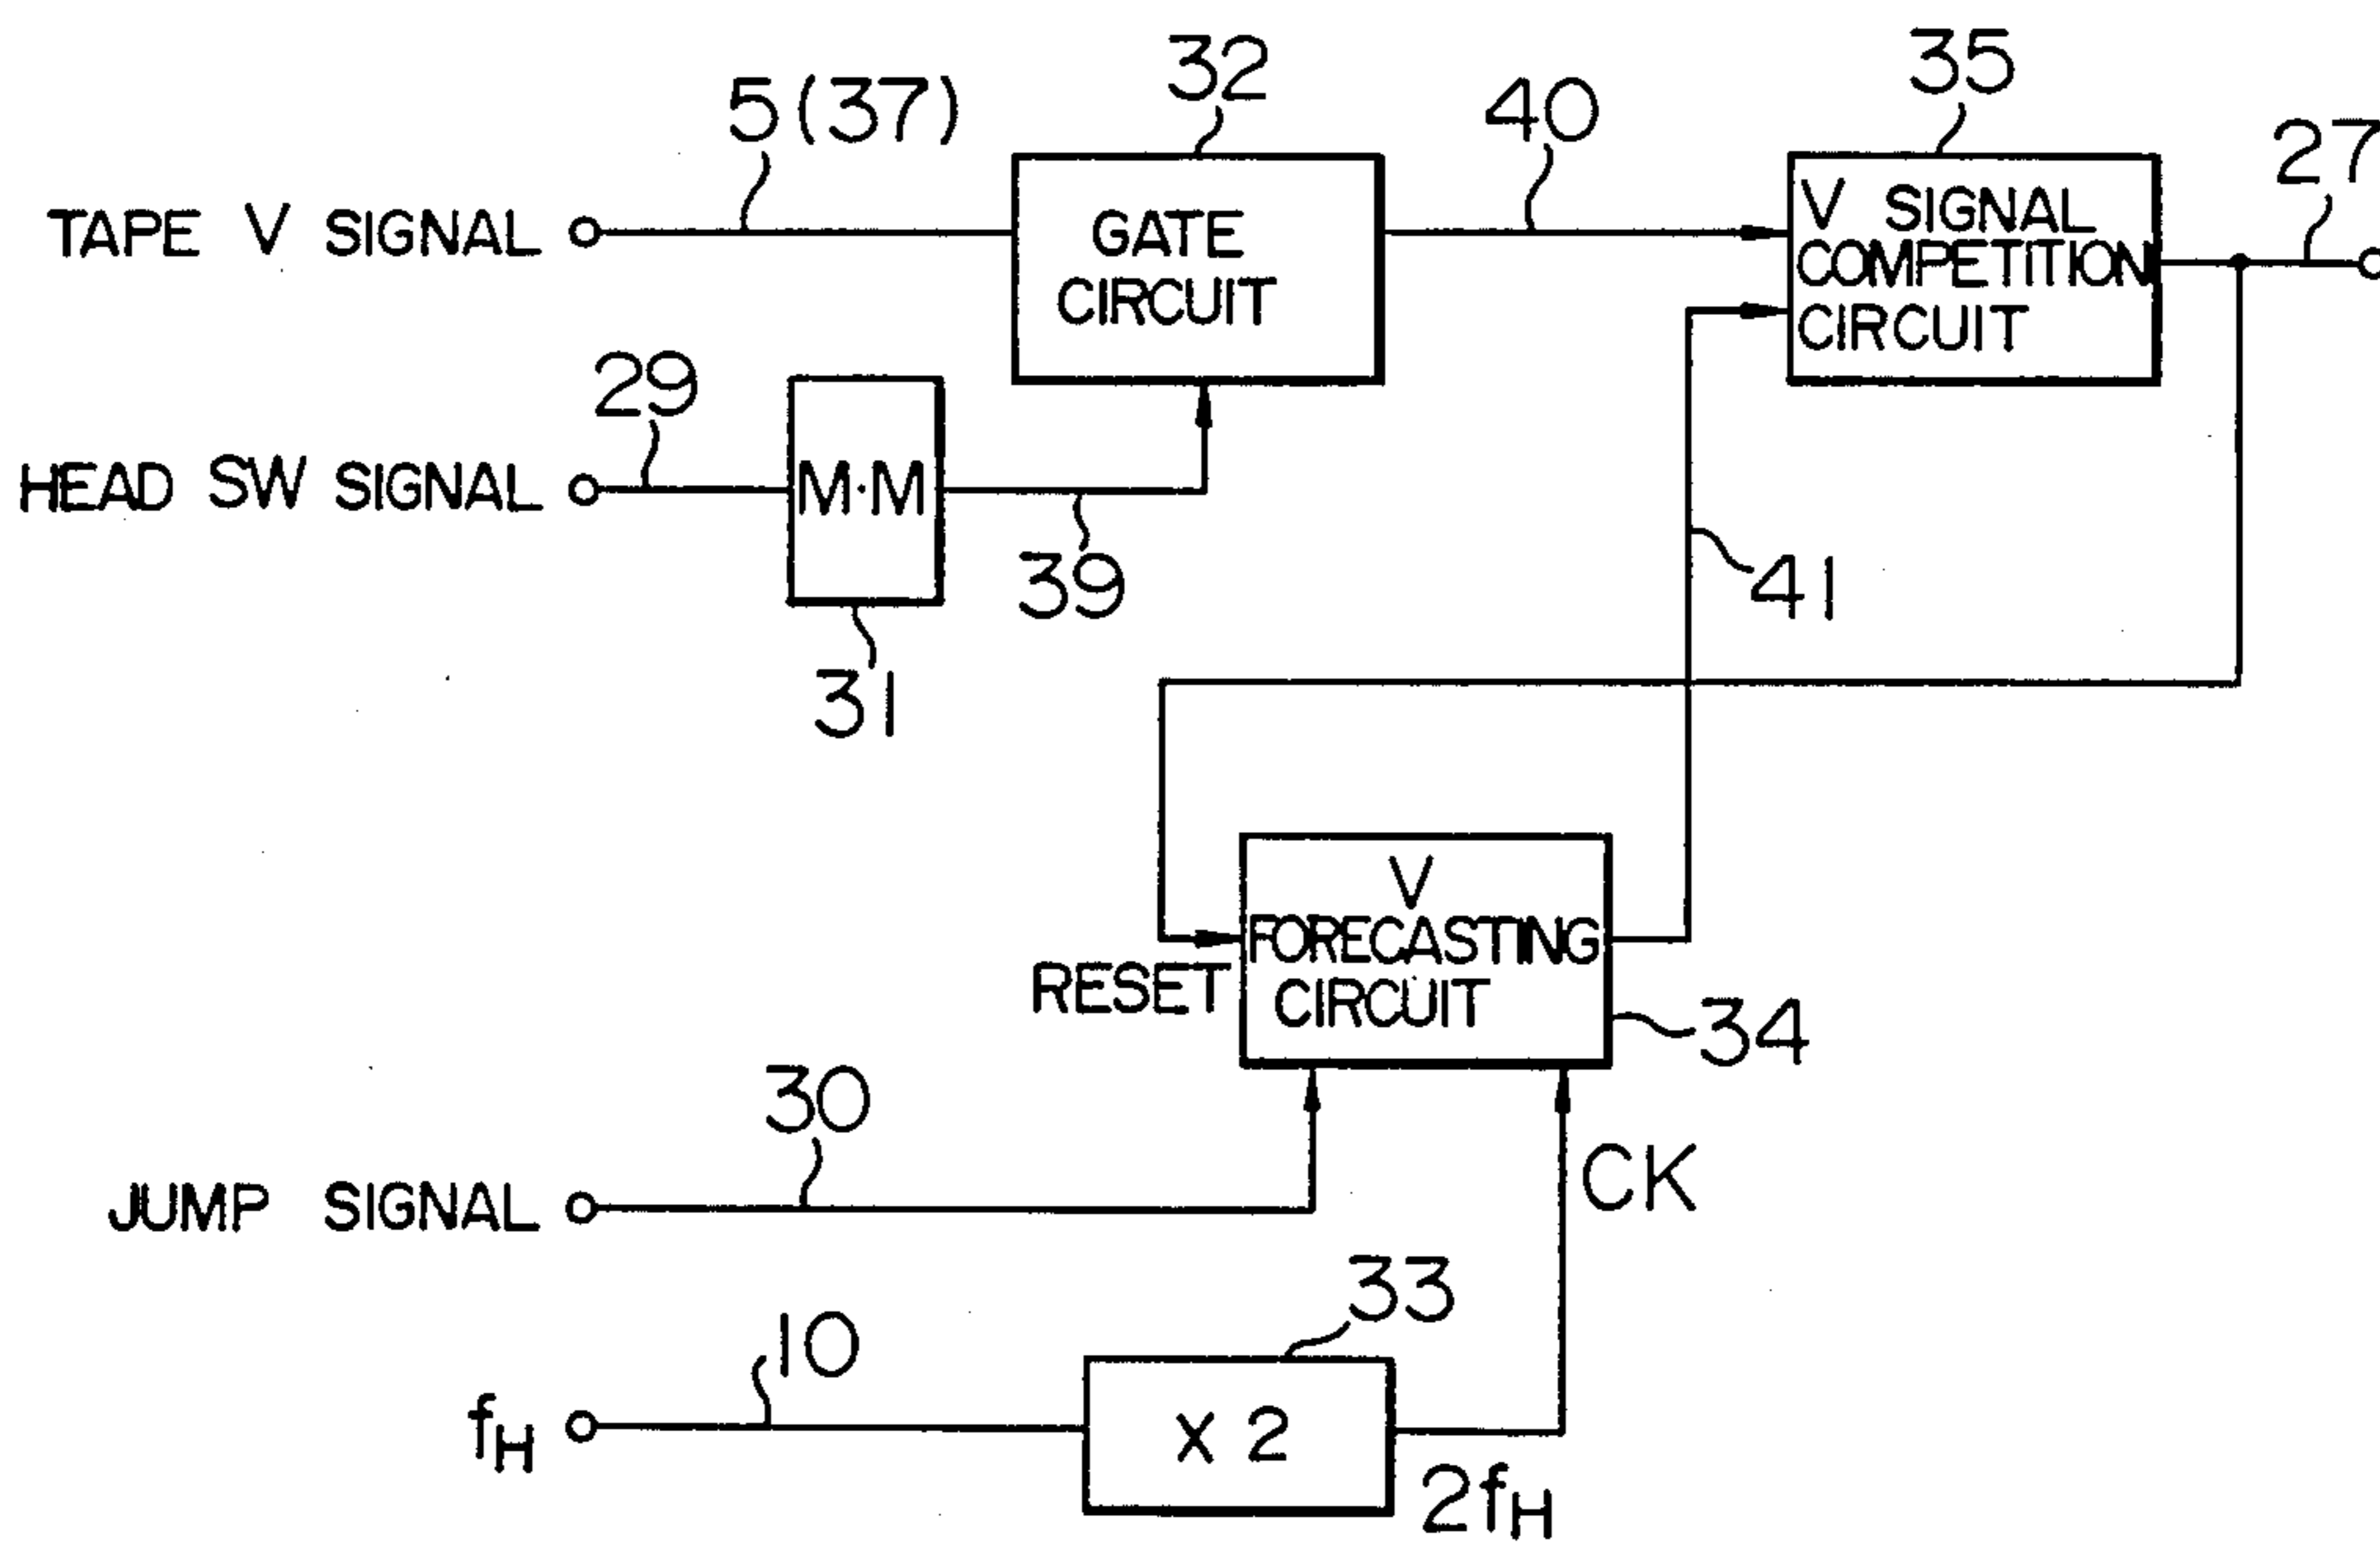 32
35
5 (37)
40
27
TAPE V SIGNAL
GATE
CIRCUIT
V SIGNAL
COMPETITION
CIRCUIT
29
HEAD SW SIGNAL
M·M
39
41
31
V
FORECASTING
CIRCUIT
RESET
34
30
CK
JUMP SIGNAL
33
10
fH
X 2
2fH